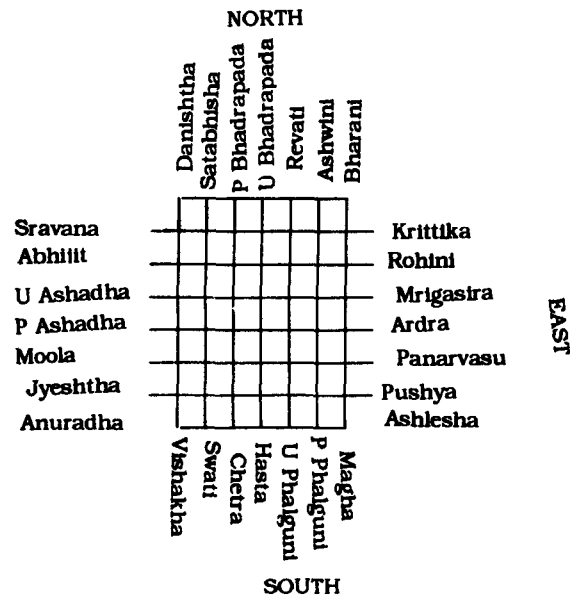 NORTH
Danishtha
Satabhisha
P Bhadrapada
U Bhadrapada
Revati
Ashwini
Bharani
Sravana
Krittika
Abhijit
Rohini
U Ashadha
Mrigasira
P Ashadha
Ardra
EAST
Moola
Panarvasu
Jyeshtha
Pushya
Anuradha
Ashlesha
Vishakha
Swati
Chetra
Hasta
U Phalguni
P Phalguni
Magha
SOUTH